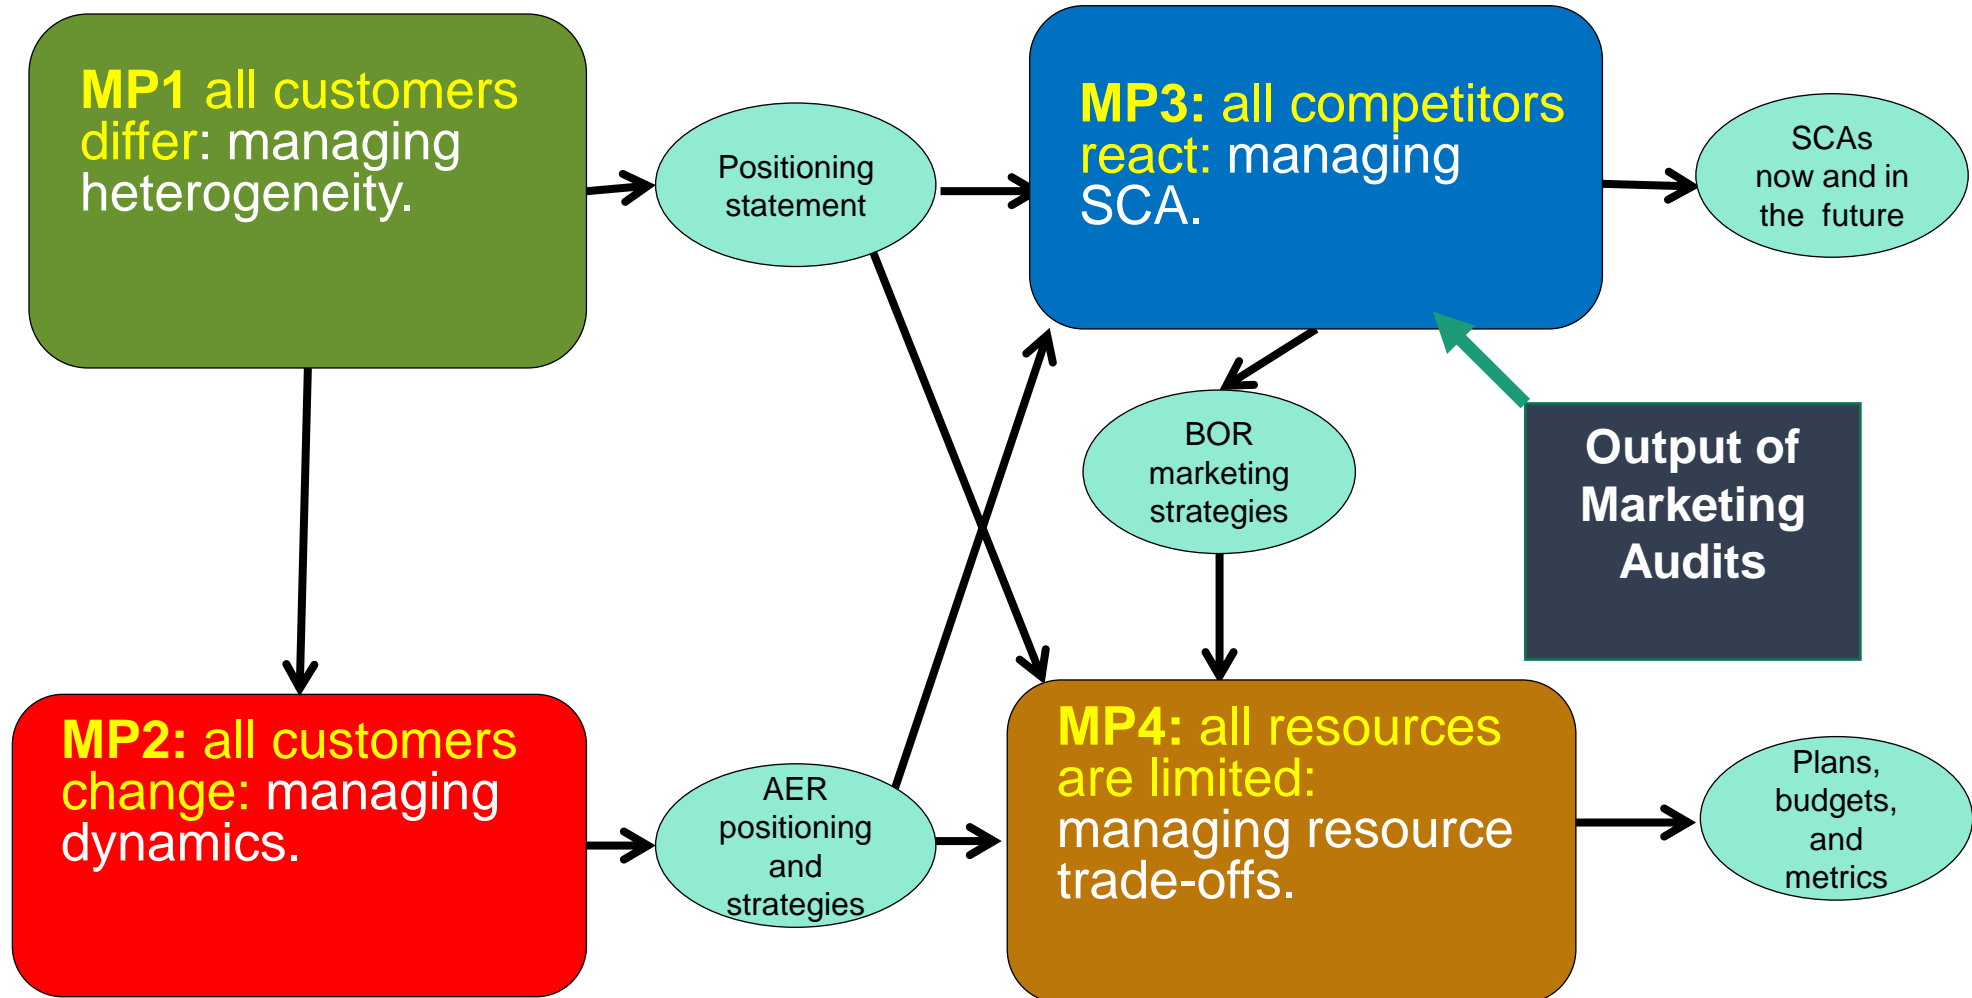 MP1 all customers
differ: managing
heterogeneity.
Positioning
statement
MP3: all competitors
react: managing
SCA.
SCAs
now and in
the future
BOR
marketing
strategies
Output of
Marketing
Audits
MP2: all customers
change: managing
dynamics.
AER
positioning
and
strategies
MP4: all resources
are limited:
managing resource
trade-offs.
Plans,
budgets,
and
metrics